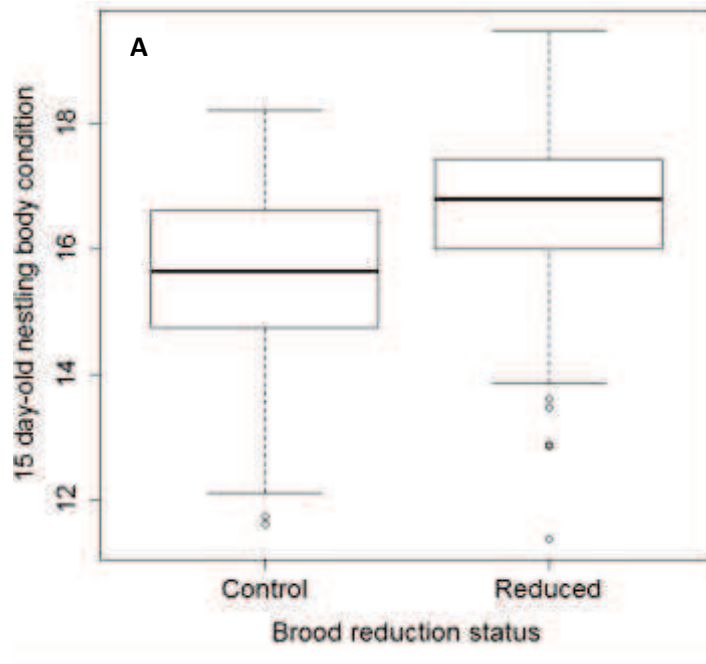 A
15 day-old nestling body condition
18
16
14
12
Control Reduced
Brood reduction status